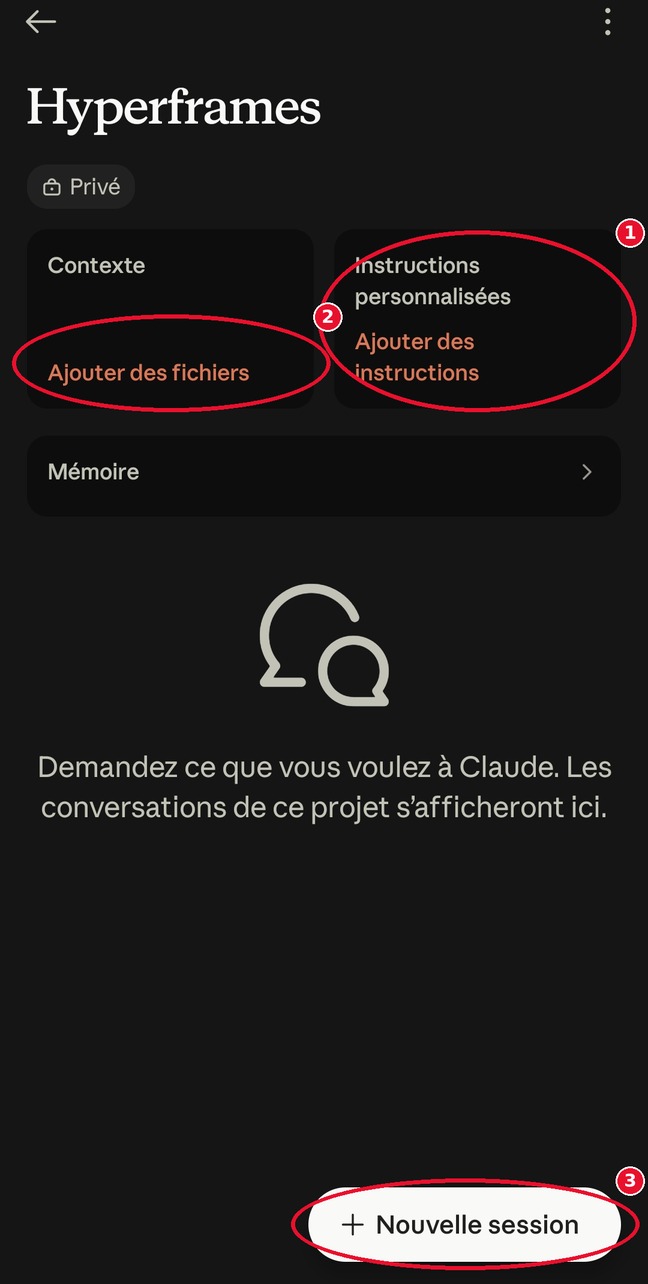 Hyperframes
Privé
Contexte
Ajouter des fichiers
1
Instructions
personnalisées
2
Ajouter des
instructions
Mémoire
Demandez ce que vous voulez à Claude. Les
conversations de ce projet s’afficheront ici.
3
+ Nouvelle session